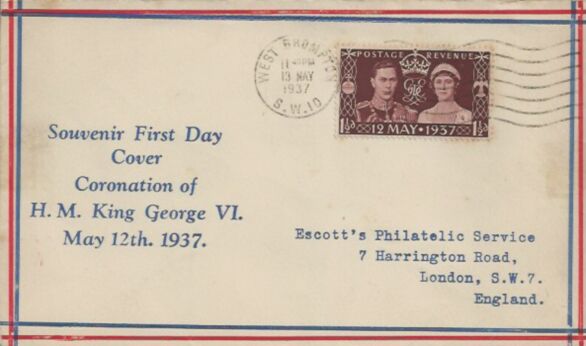 WEST BROMPTON
13 MAY
1937
S.W.10
POSTAGE REVENUE
1½d 12 MAY · 1937 · 1½d
Souvenir First Day
Cover
Coronation of
H. M. King George VI.
May 12th. 1937.
Escott's Philatelic Service
7 Harrington Road,
London, S.W.7.
England.